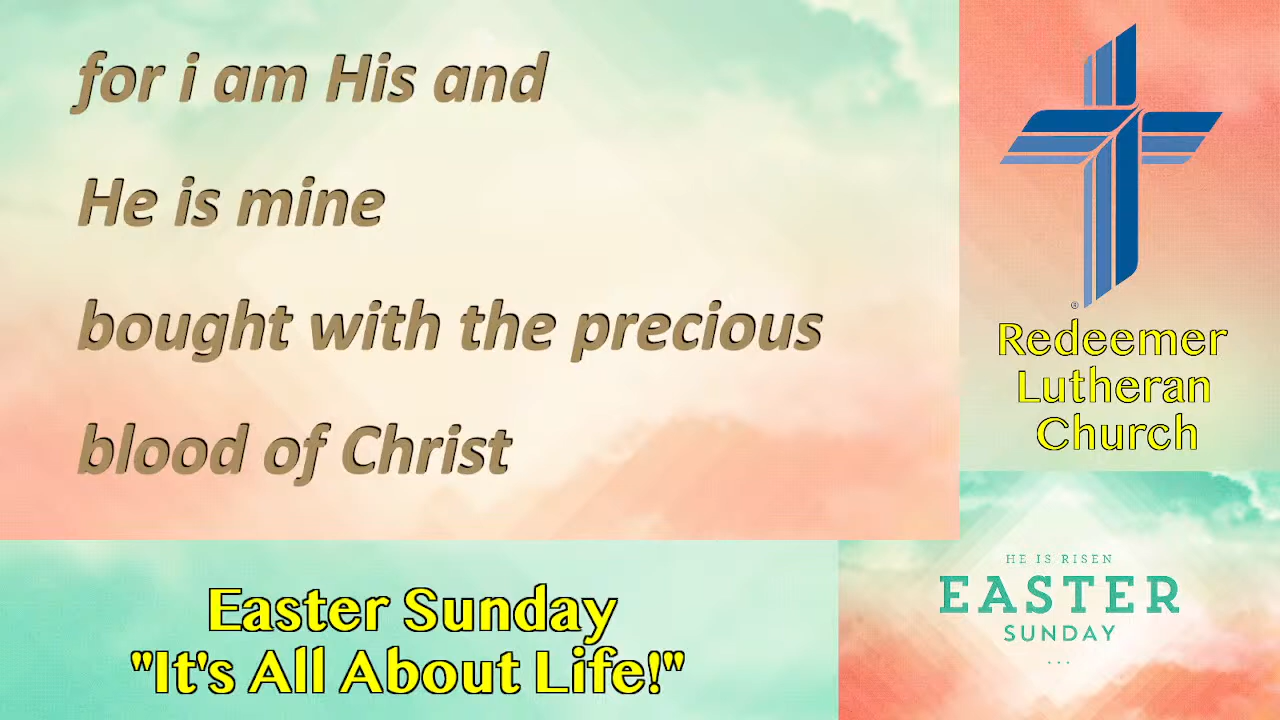 for i am His and
He is mine
bought with the precious
blood of Christ
®
Redeemer
Lutheran
Church
HE IS RISEN
EASTER
SUNDAY
...
Easter Sunday
"It's All About Life!"